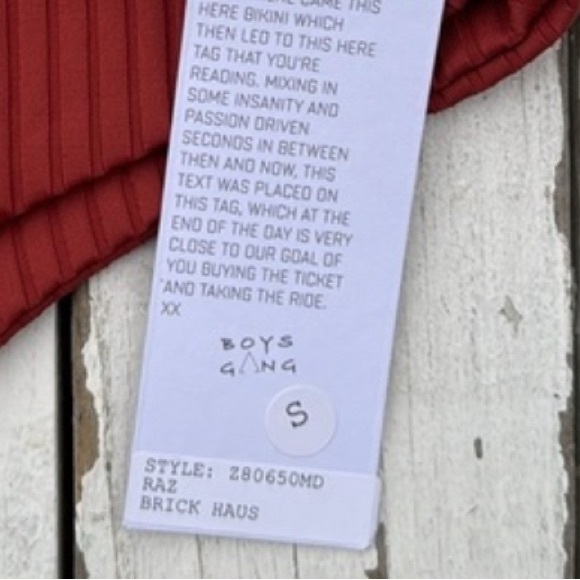 CAME THIS
HERE BIKINI WHICH
THEN LED TO THIS HERE
TAG THAT YOU'RE
READING. MIXING IN
SOME INSANITY AND
PASSION DRIVEN
SECONDS IN BETWEEN
THEN AND NOW, THIS
TEXT WAS PLACED ON
THIS TAG, WHICH AT THE
END OF THE DAY IS VERY
CLOSE TO OUR GOAL OF
YOU BUYING THE TICKET
AND TAKING THE RIDE.
XX
BOYS
GANG
S
STYLE: Z80650MD
RAZ
BRICK HAUS